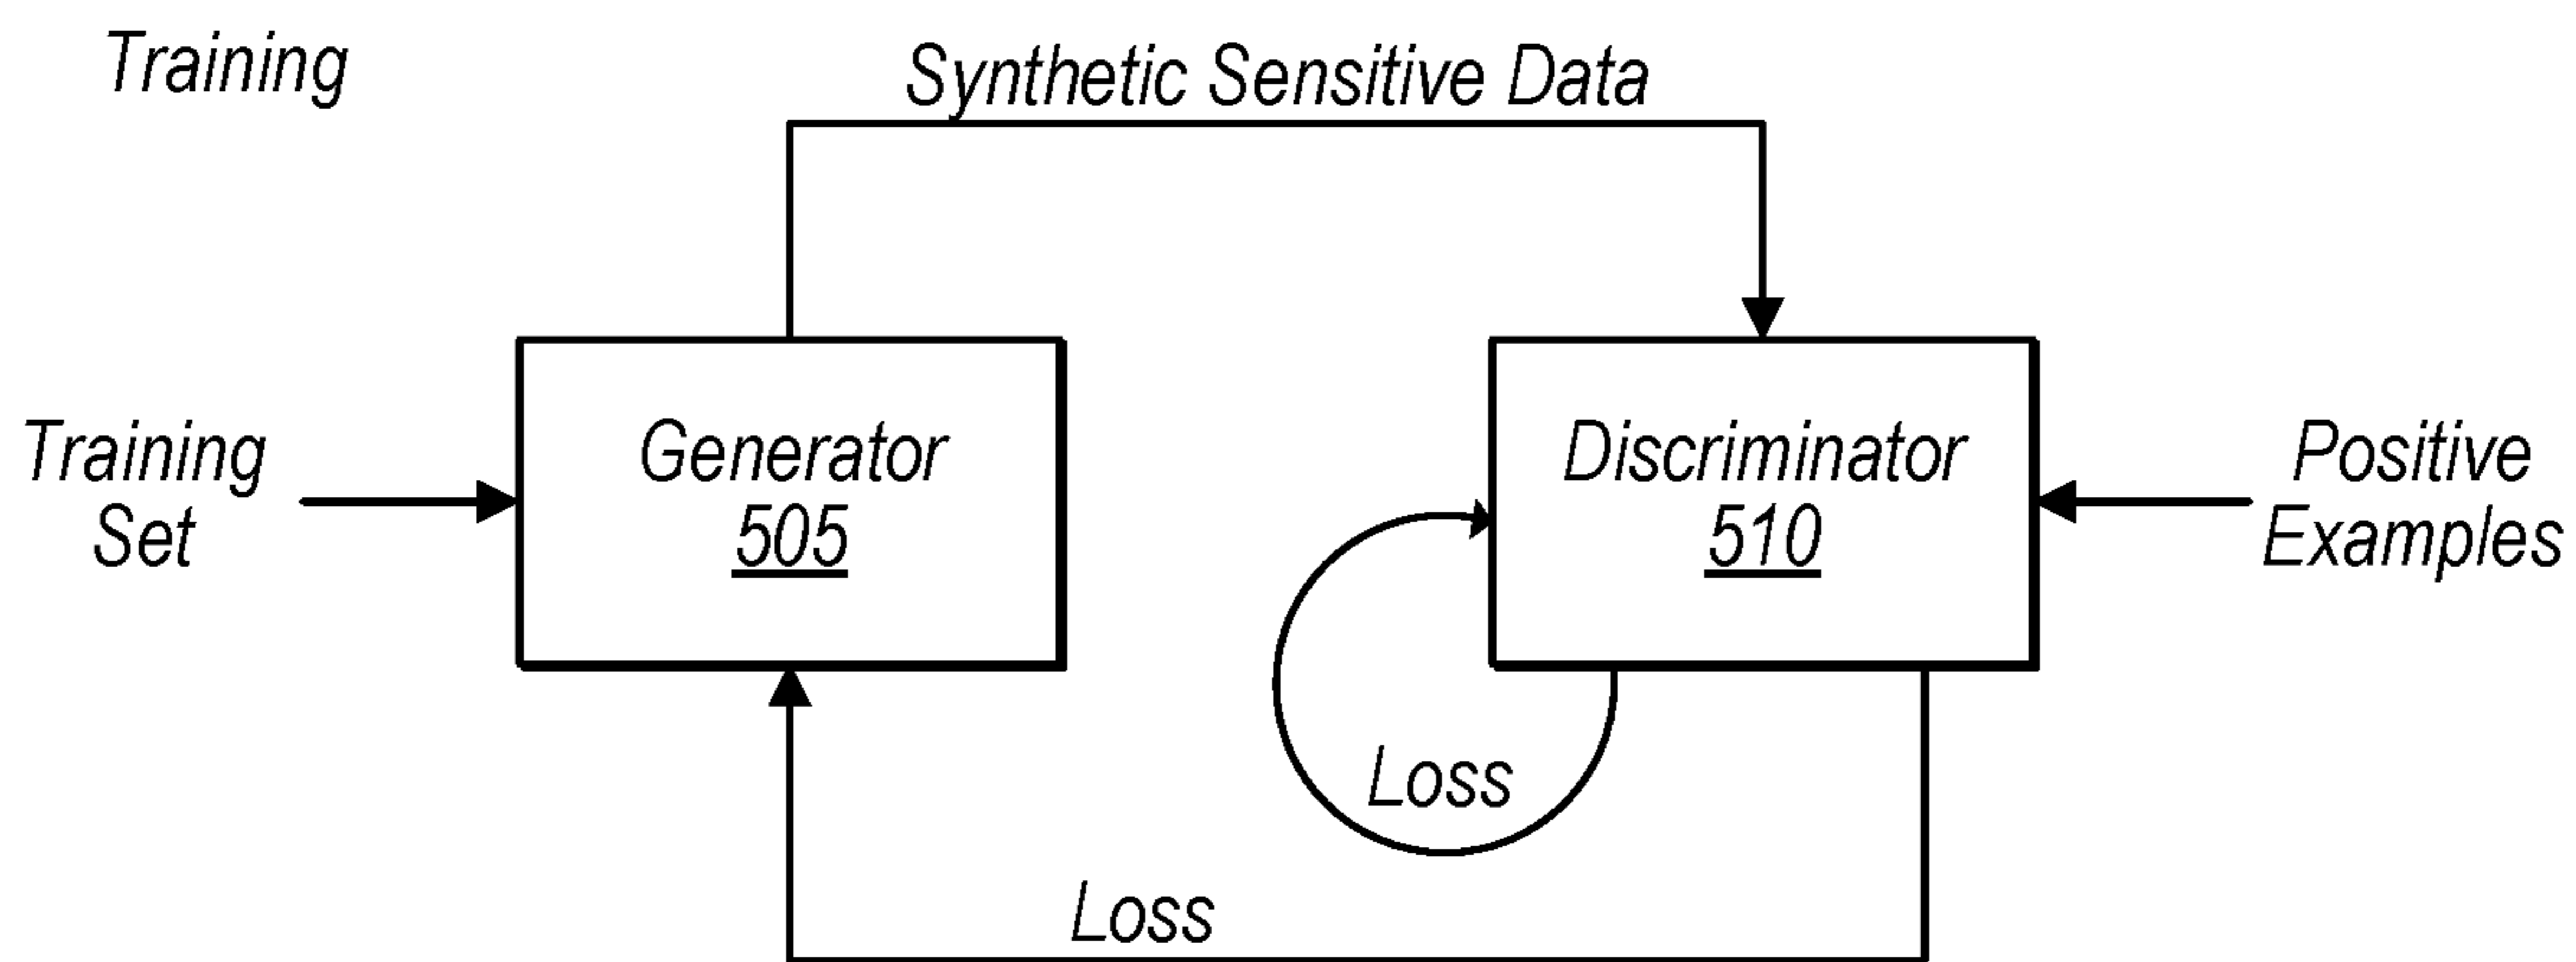 Training
Synthetic Sensitive Data
Training
Set
Generator
505
Discriminator
510
Positive
Examples
Loss
Loss